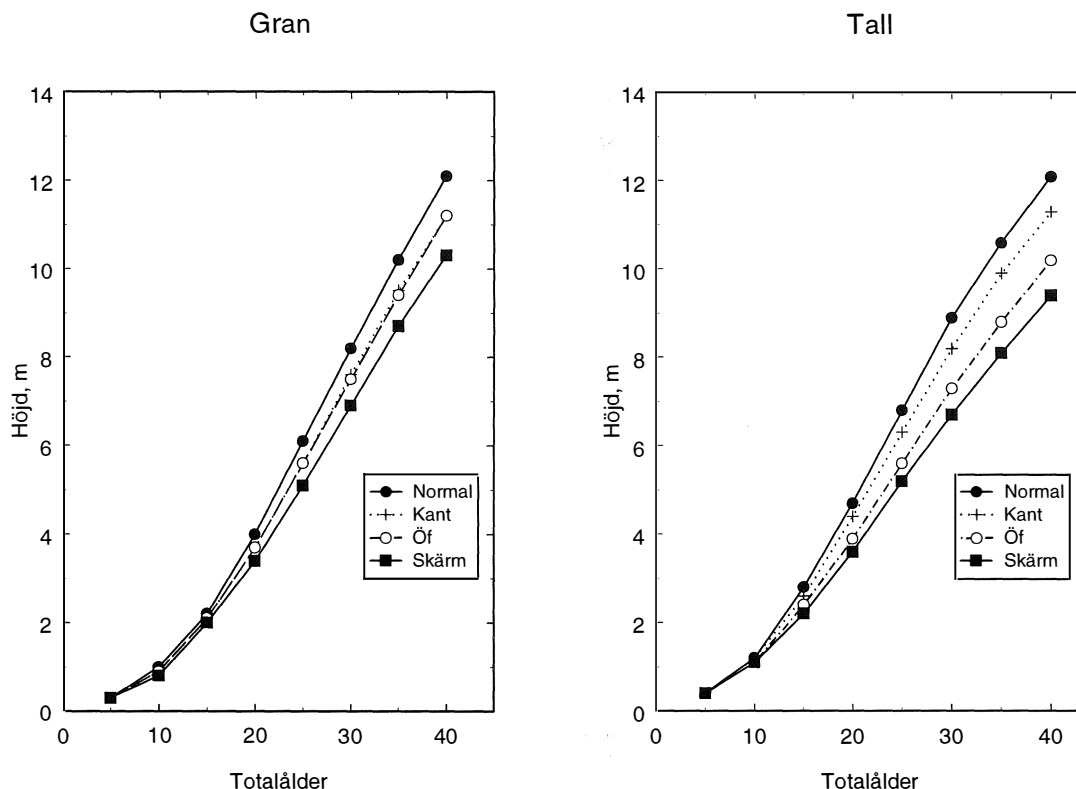 Gran
14
12
10
8
6
4
2
0
Höjd, m
Normal
Kant
Öf
Skärm
0 10 20 30 40
Totalålder
Tall
14
12
10
8
6
4
2
0
Höjd, m
Normal
Kant
Öf
Skärm
0 10 20 30 40
Totalålder